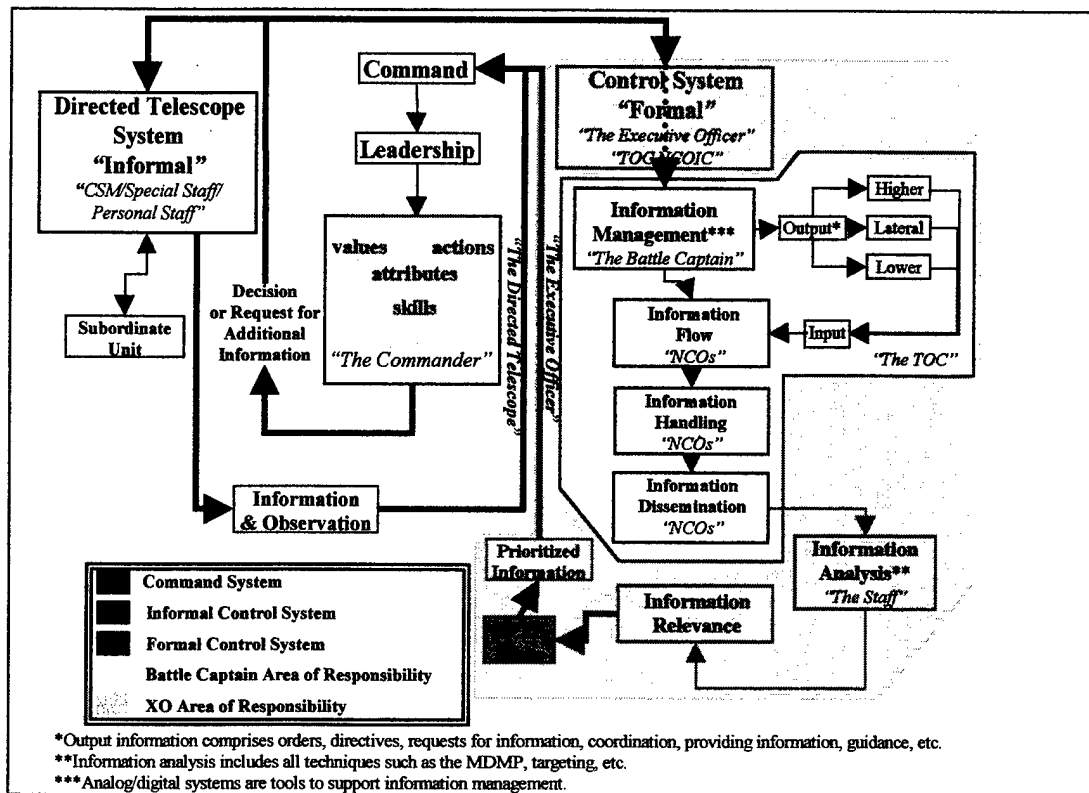 Directed Telescope
System
“Informal”
“CSM/Special Staff/
Personal Staff”
Subordinate
Unit
Command
Leadership
values actions
attributes
skills
“The Commander”
Decision
or Request for
Additional
Information
Information
& Observation
“The Directed Telescope”
“The Executive Officer”
Control System
“Formal”
“The Executive Officer”
“TOC NCOIC”
Information
Management***
“The Battle Captain”
Output*
Higher
Lateral
Lower
Input
“The TOC”
Information
Flow
“NCOs”
Information
Handling
“NCOs”
Information
Dissemination
“NCOs”
Information
Analysis**
“The Staff”
Information
Relevance
Prioritized
Information
Command System
Informal Control System
Formal Control System
Battle Captain Area of Responsibility
XO Area of Responsibility
*Output information comprises orders, directives, requests for information, coordination, providing information, guidance, etc.
**Information analysis includes all techniques such as the MDMP, targeting, etc.
***Analog/digital systems are tools to support information management.